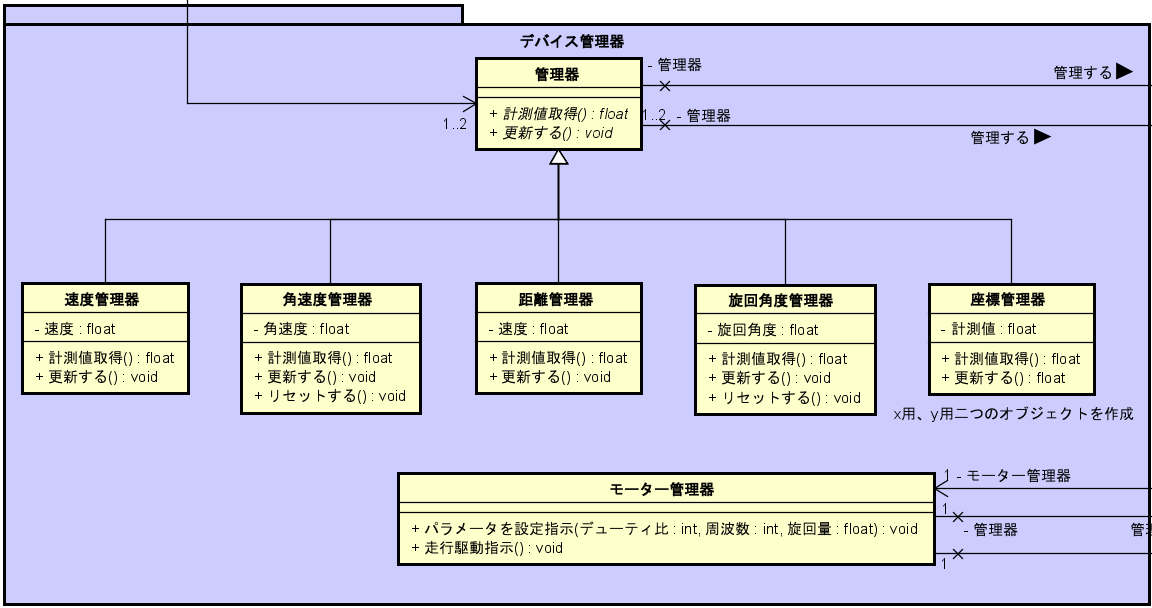 デバイス管理器
管理器
+ 計測値取得() : float
+ 更新する() : void
- 管理器
管理する
1..2
1..2
- 管理器
管理する
速度管理器
- 速度 : float
+ 計測値取得() : float
+ 更新する() : void
角速度管理器
- 角速度 : float
+ 計測値取得() : float
+ 更新する() : void
+ リセットする() : void
距離管理器
- 速度 : float
+ 計測値取得() : float
+ 更新する() : void
旋回角度管理器
- 旋回角度 : float
+ 計測値取得() : float
+ 更新する() : void
+ リセットする() : void
座標管理器
- 計測値 : float
+ 計測値取得() : float
+ 更新する() : float
x用、y用二つのオブジェクトを作成
モーター管理器
+ パラメータを設定指示(デューティ比 : int, 周波数 : int, 旋回量 : float) : void
+ 走行駆動指示() : void
1
- モーター管理器
1
- 管理器
1